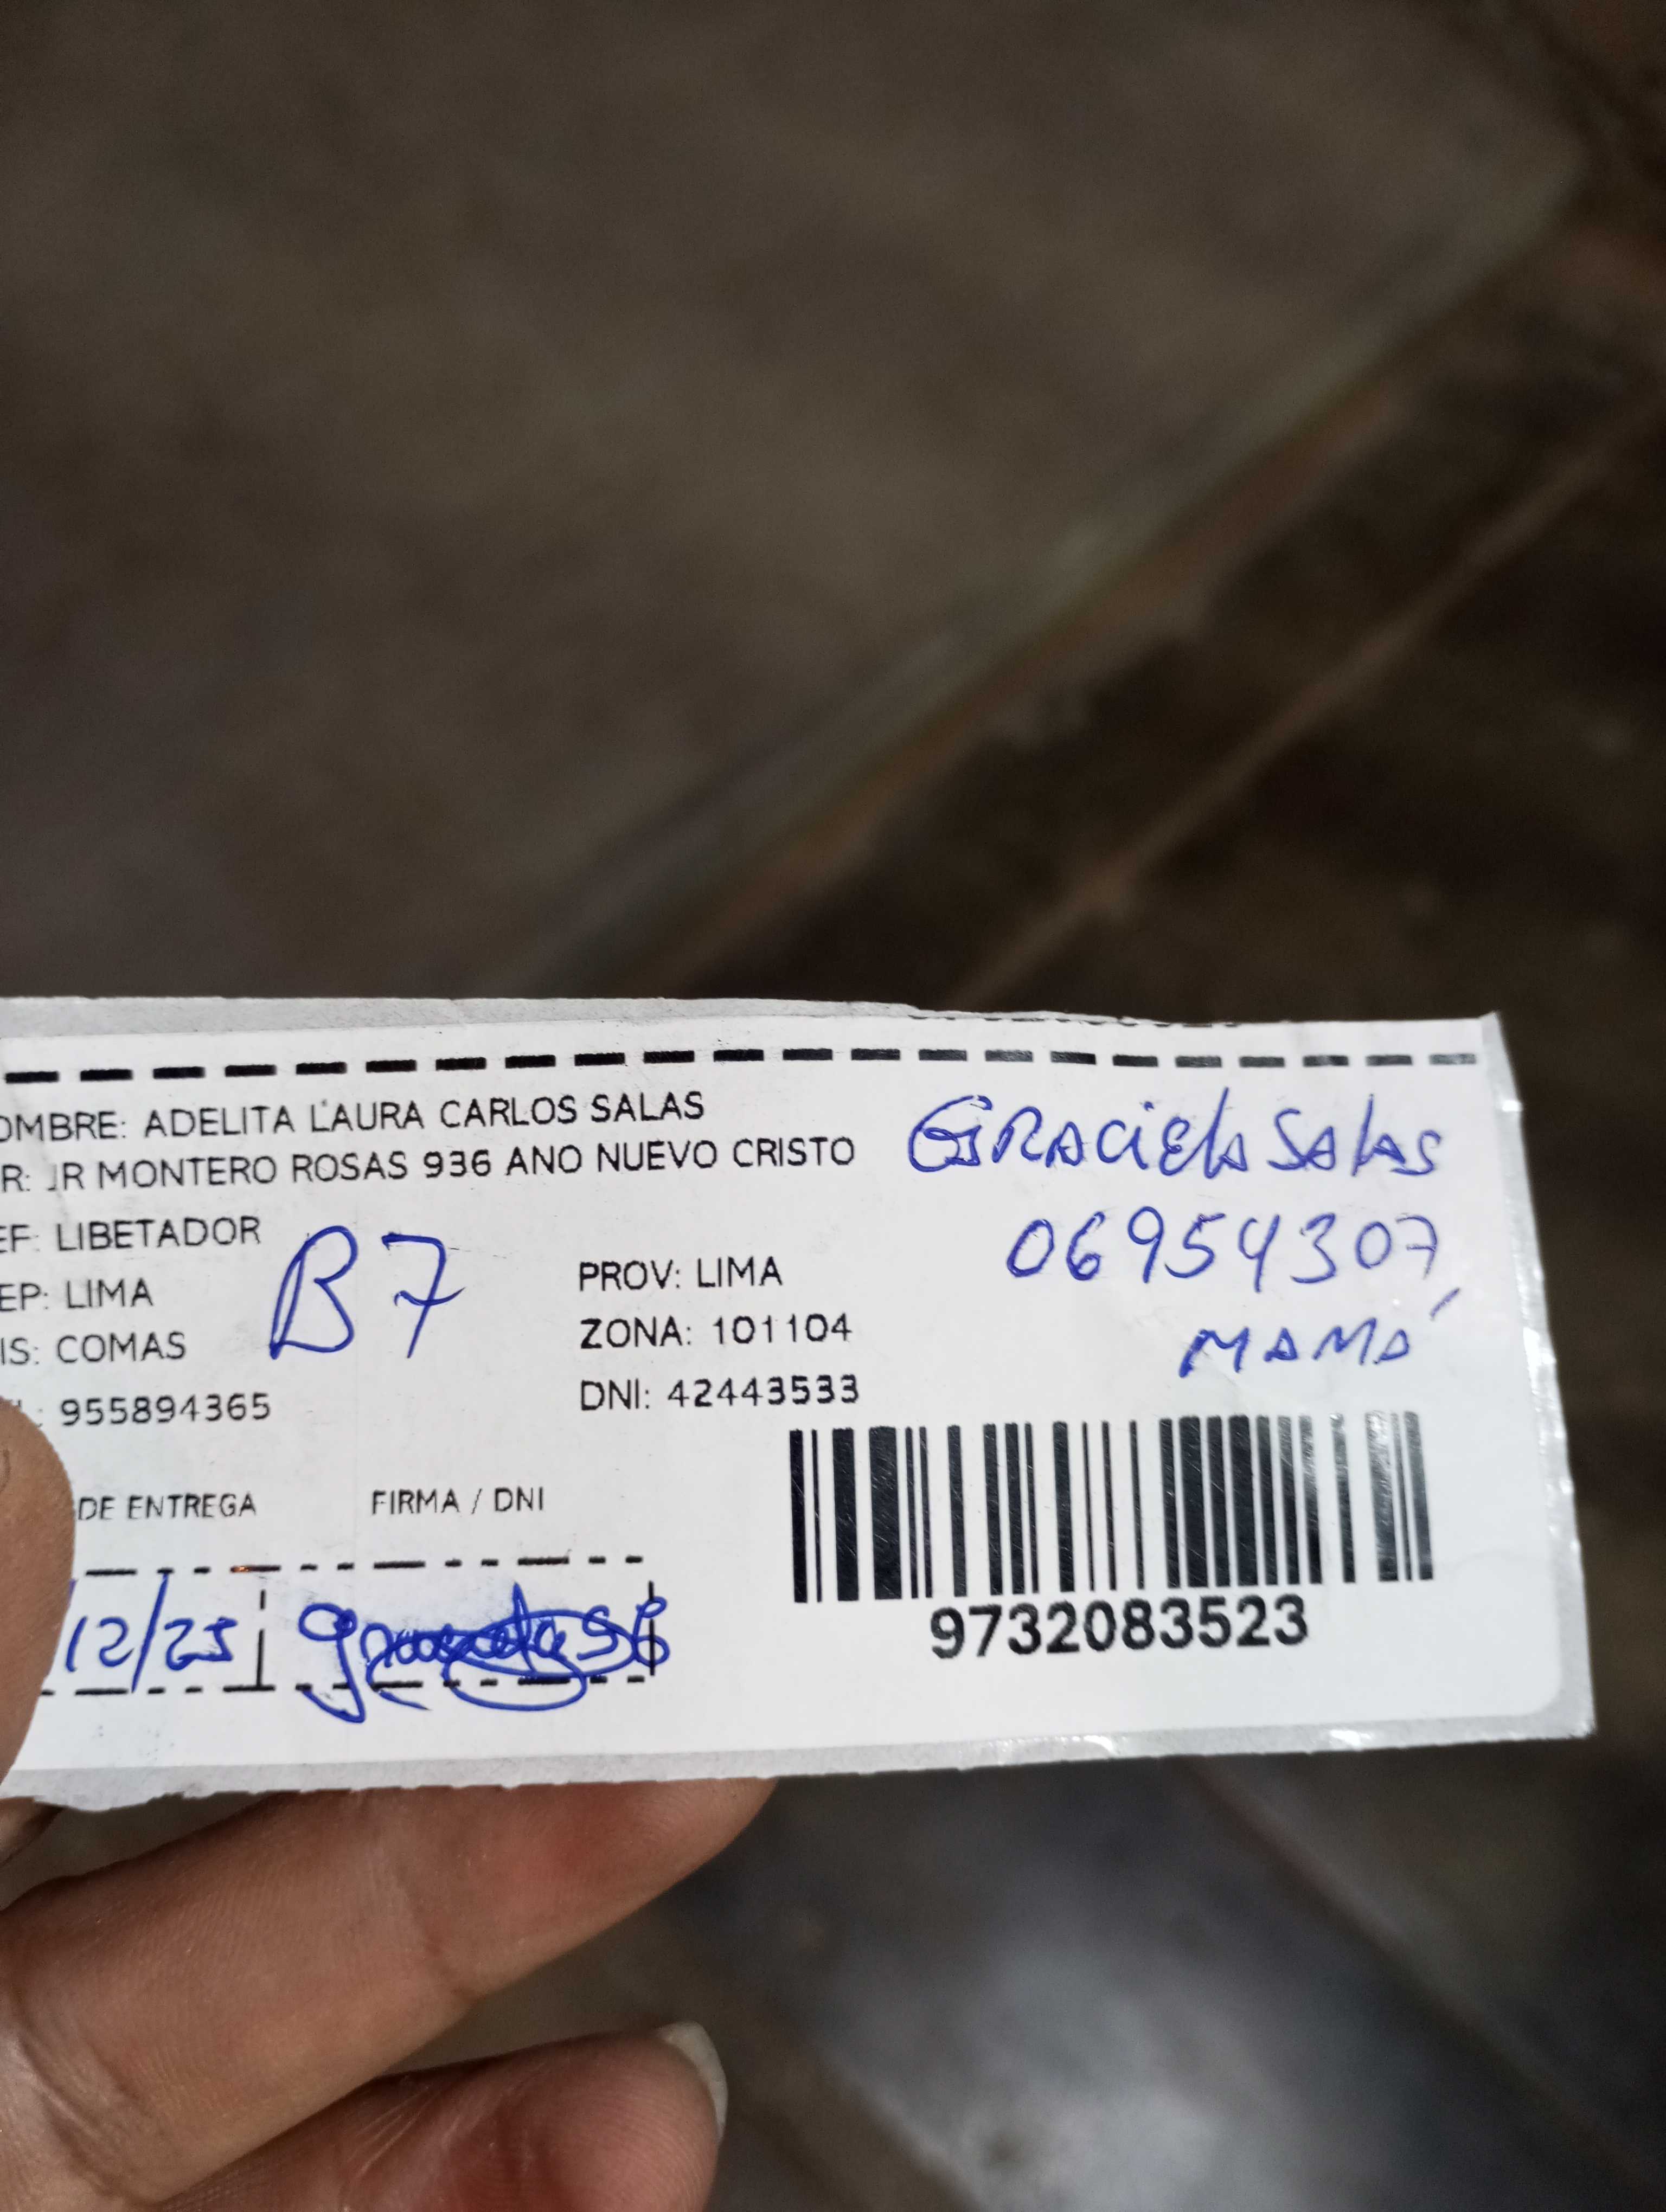 OMBRE: ADELITA LAURA CARLOS SALAS
R: JR MONTERO ROSAS 936 ANO NUEVO CRISTO
EF: LIBETADOR
EP: LIMA
PROV: LIMA
IS: COMAS
ZONA: 101104
: 955894365
DNI: 42443533
B7
GRACIELA SALAS
06954307
MAMÁ
DE ENTREGA
FIRMA / DNI
12/25
9732083523